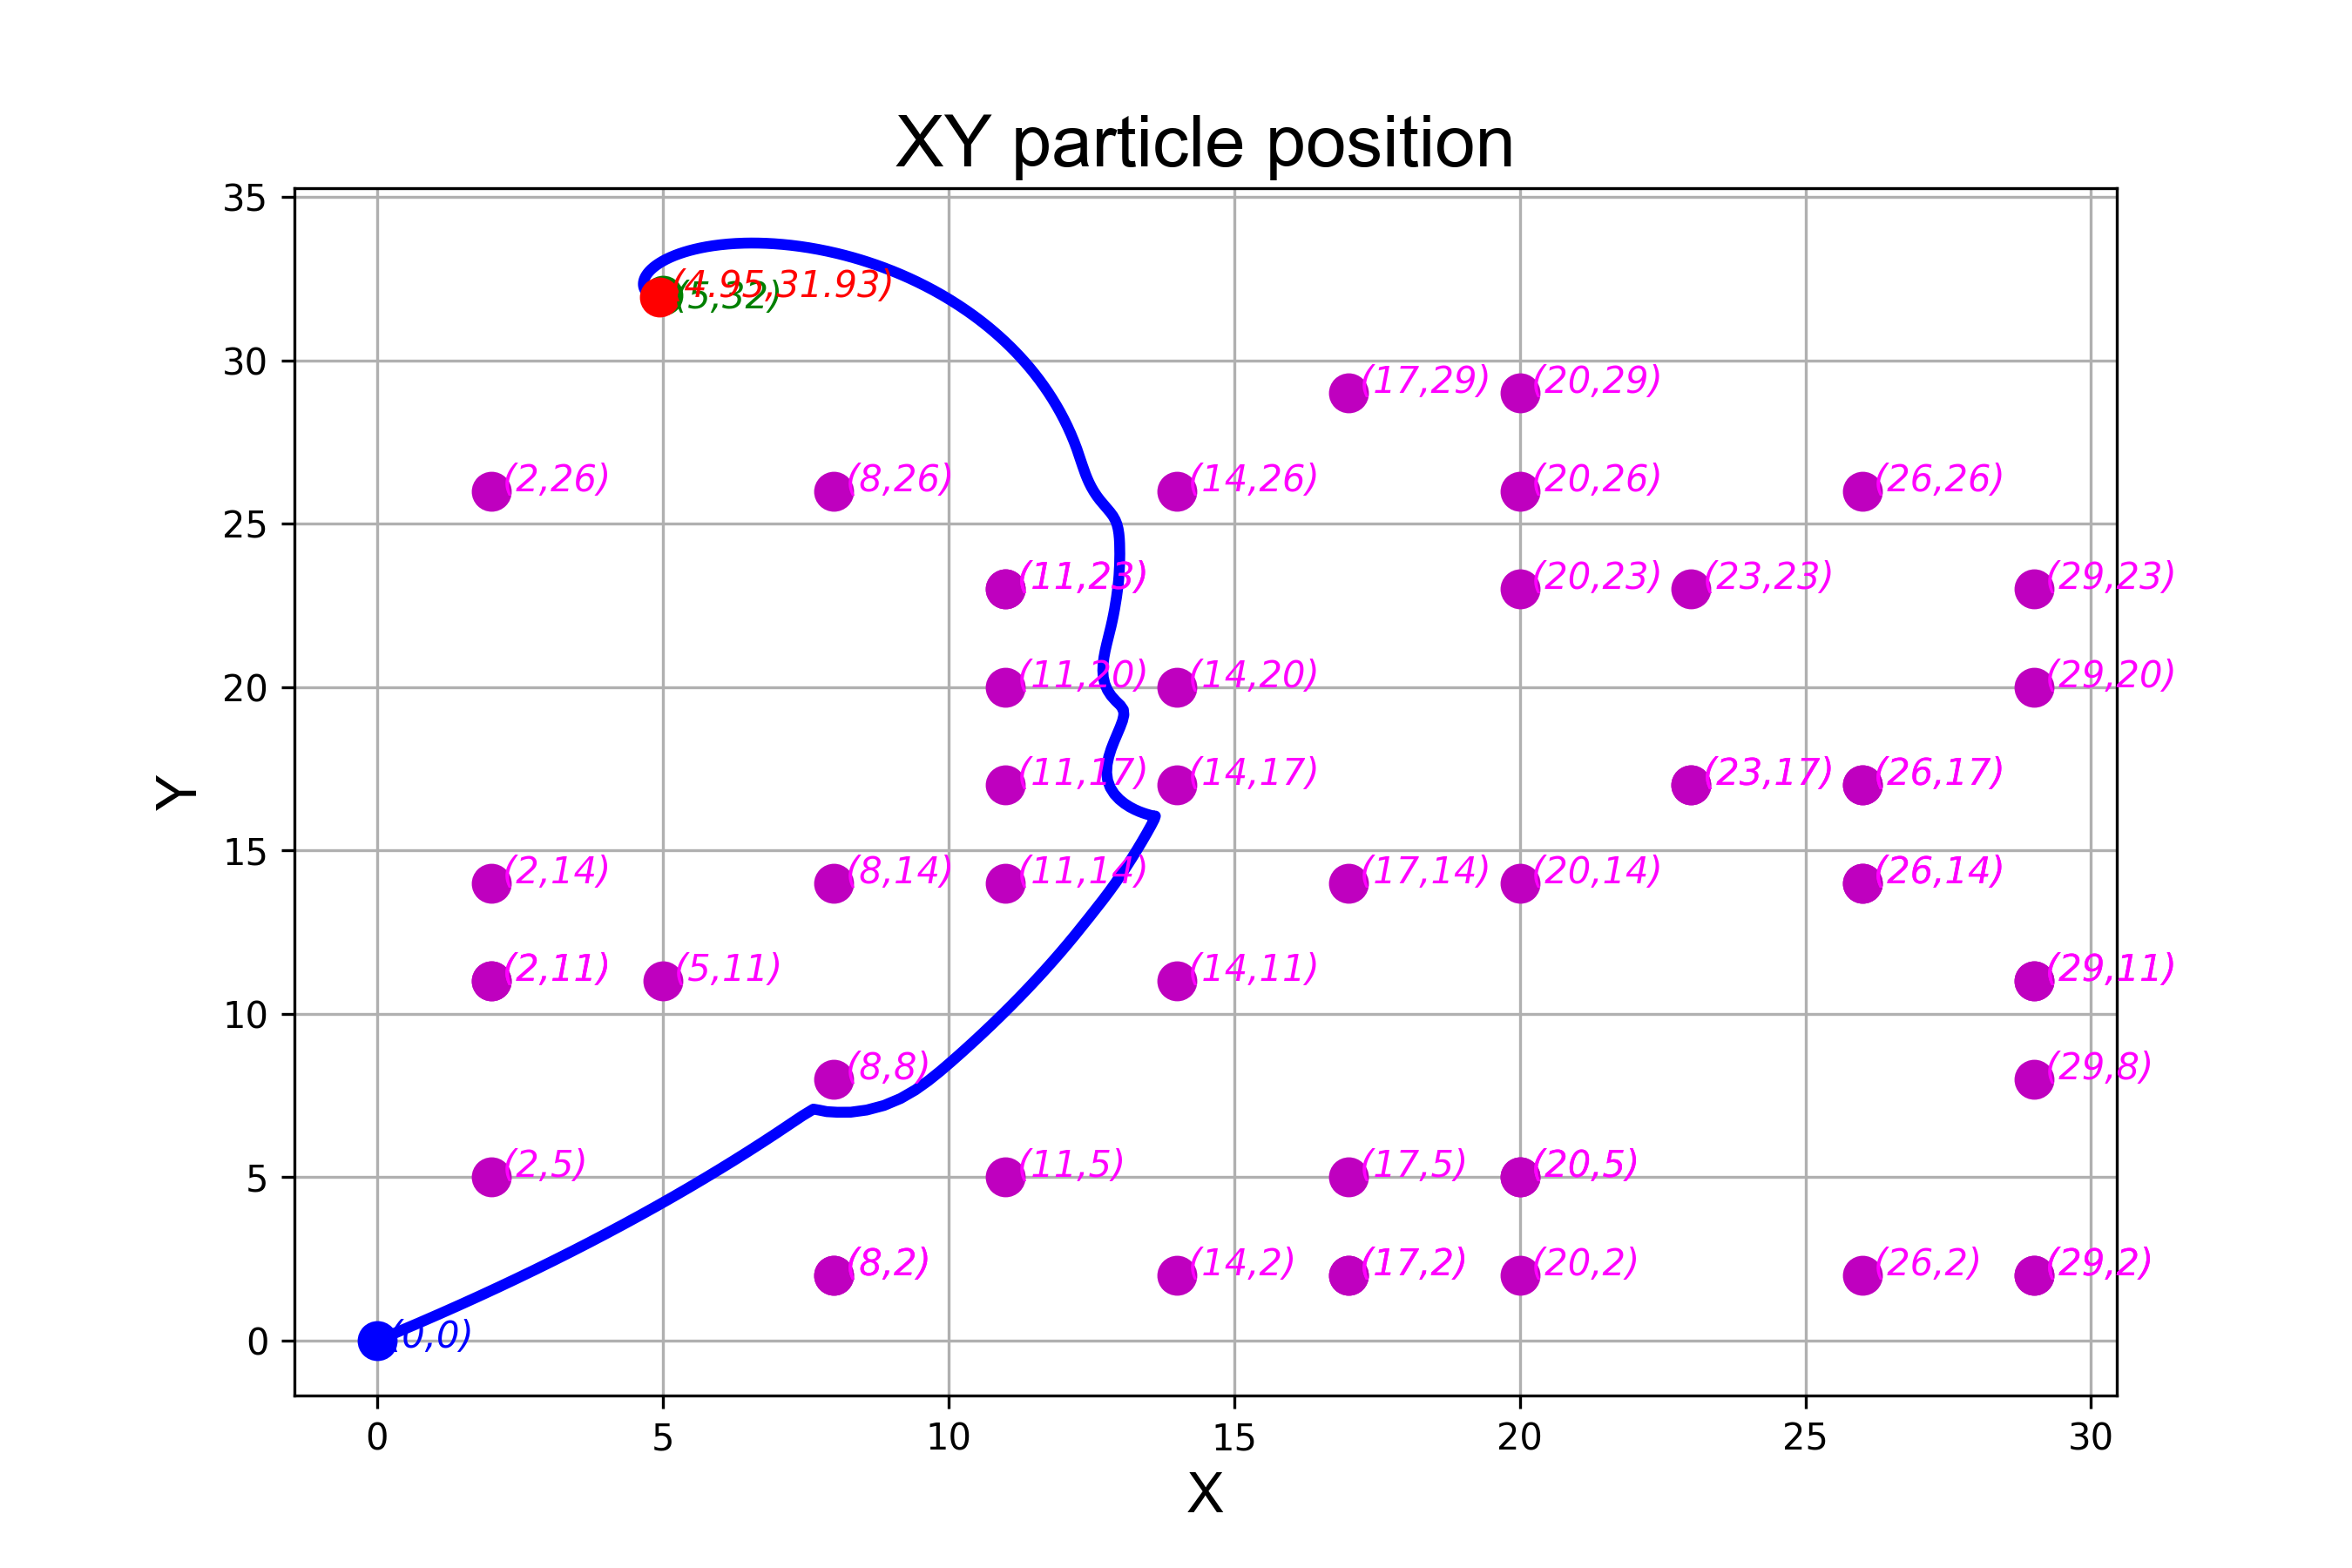 XY particle position
35
(4.95,31.93)
(5,32)
30
(17,29) (20,29)
(2,26) (8,26) (14,26) (20,26) (26,26)
25
(11,23) (20,23) (23,23) (29,23)
20 (11,20) (14,20) (29,20)
(11,17) (14,17) (23,17) (26,17)
Y
15
(2,14) (8,14) (11,14) (17,14) (20,14) (26,14)
(2,11) (5,11) (14,11) (29,11)
10
(8,8) (29,8)
5 (2,5) (11,5) (17,5) (20,5)
(8,2) (14,2) (17,2) (20,2) (26,2) (29,2)
0 (0,0)
0 5 10 15 20 25 30
X